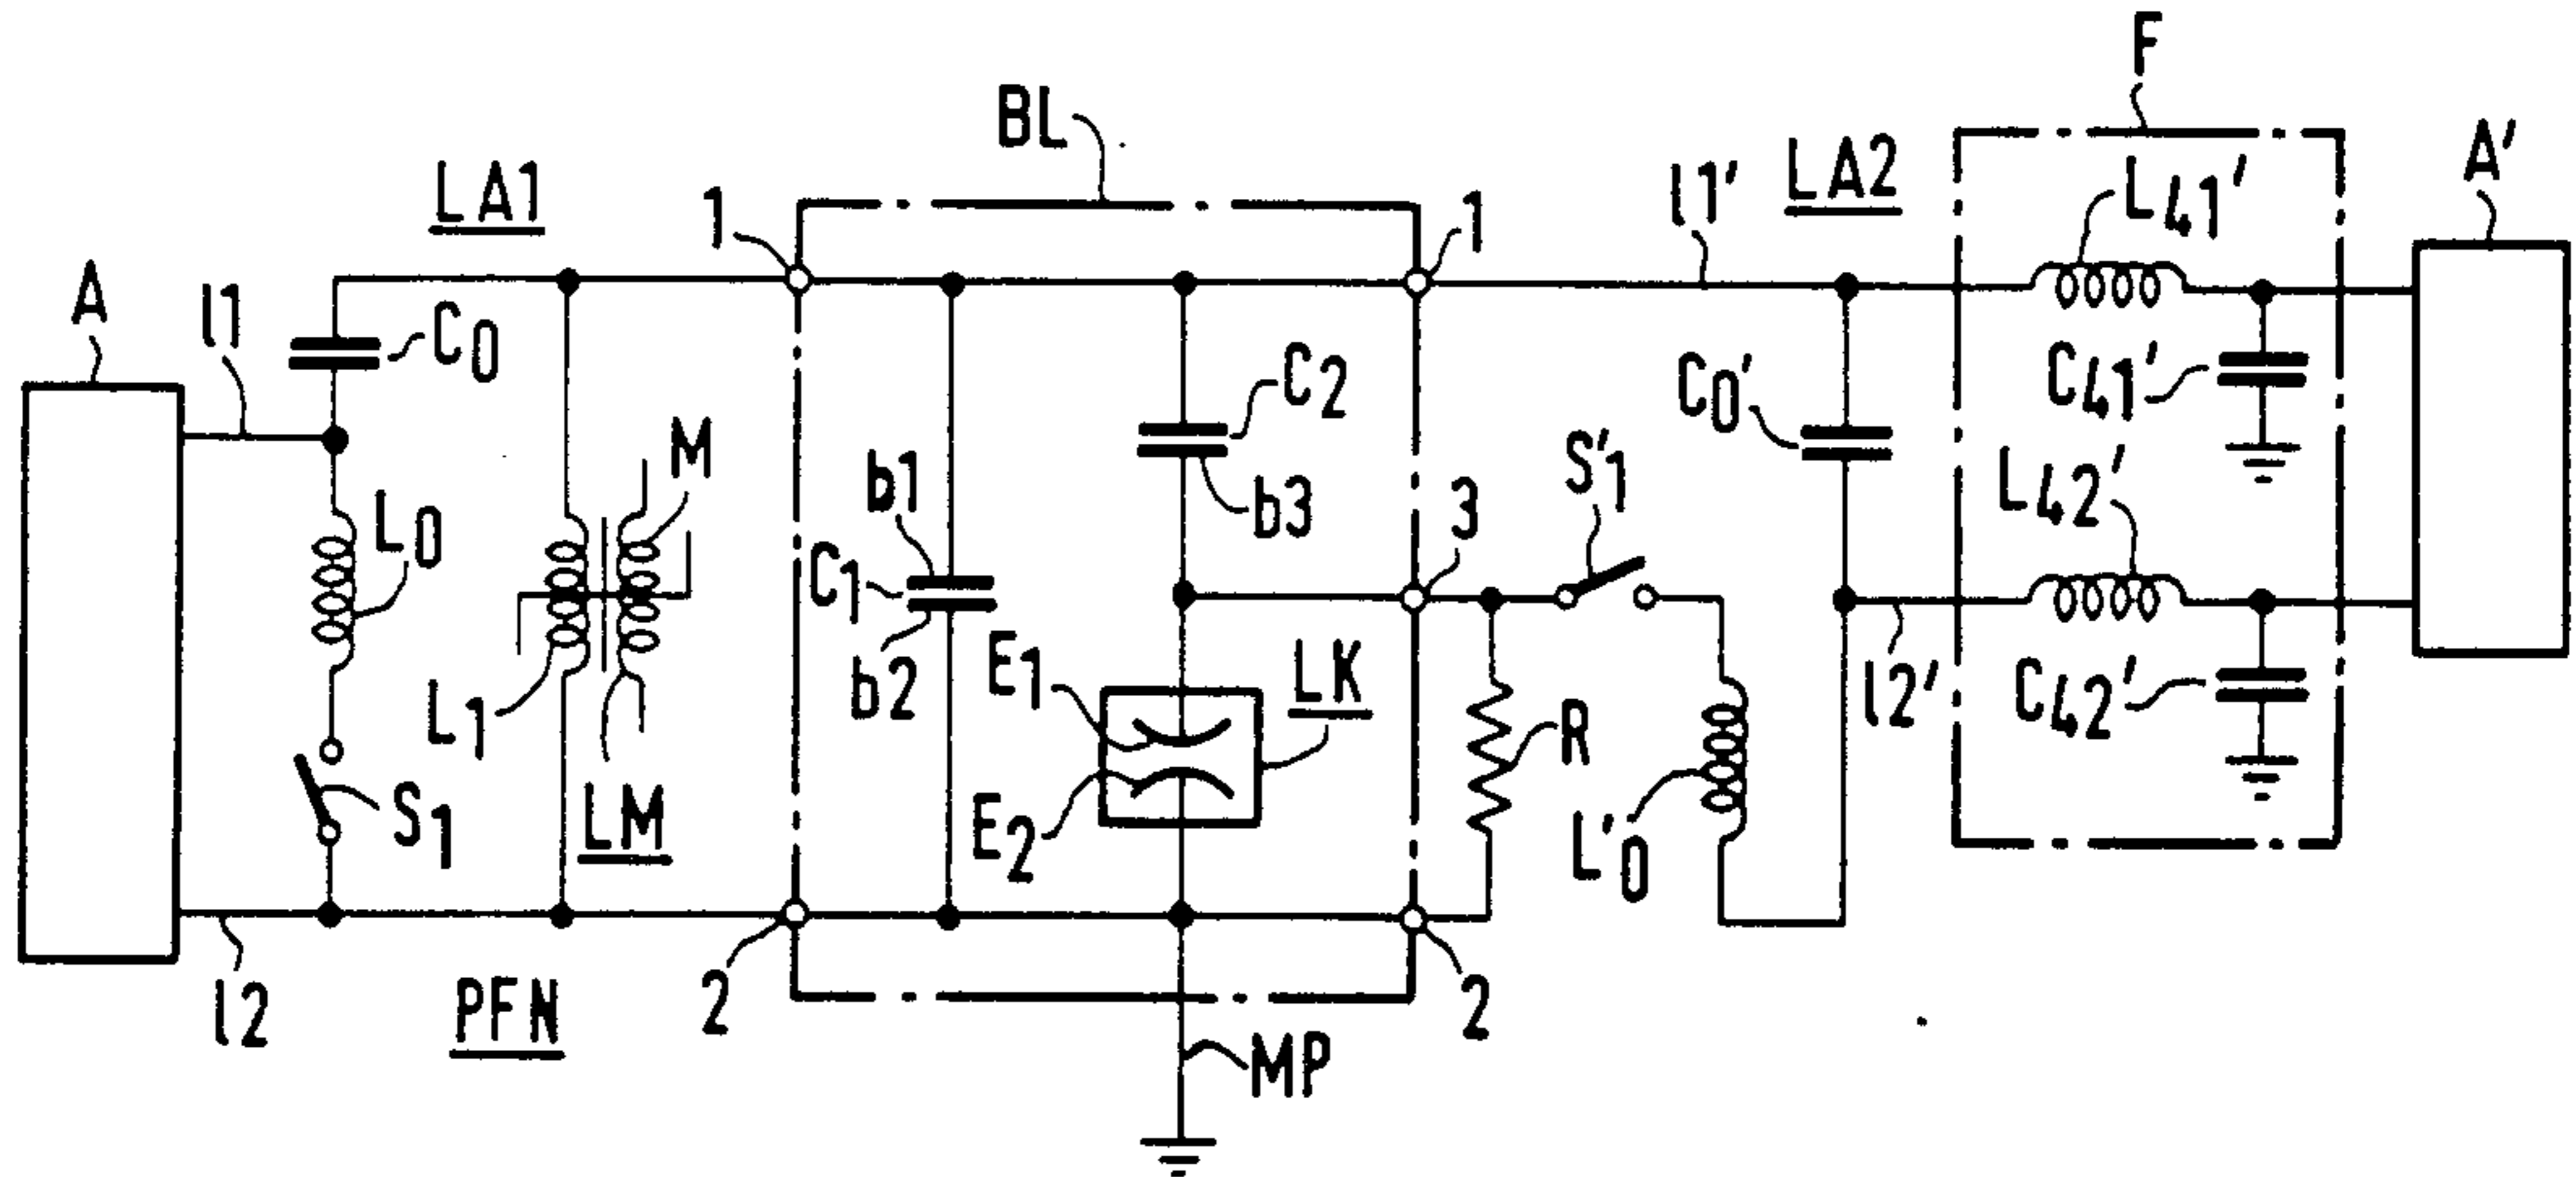 F
BL
LA1
LA2
A'
1
1
l1'
L41'
A
l1
C0
C2
C0'
C41'
M
b1
b3
S'1
L42'
L0
3
C1
E1
LK
b2
l2'
C42'
L1
R
S1
LM
E2
L'0
l2
PFN
2
2
MP